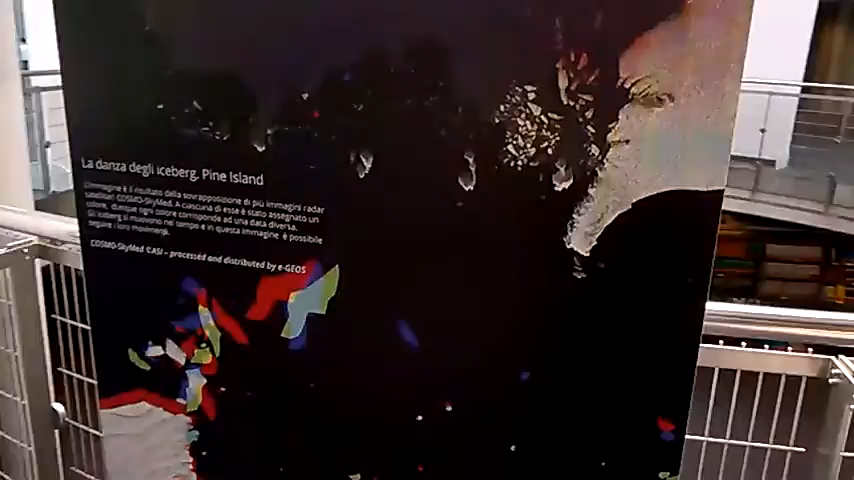 La danza degli iceberg, Pine Island
L'immagine è il risultato della sovrapposizione di più immagini radar
satellitari COSMO-SkyMed. A ciascuna di esse è stato assegnato un
colore, dunque ogni colore corrisponde ad una data diversa.
Gli iceberg si muovono nel tempo e in questa immagine è possibile
seguire i loro movimenti.
COSMO-SkyMed ©ASI – processed and distributed by e-GEOS